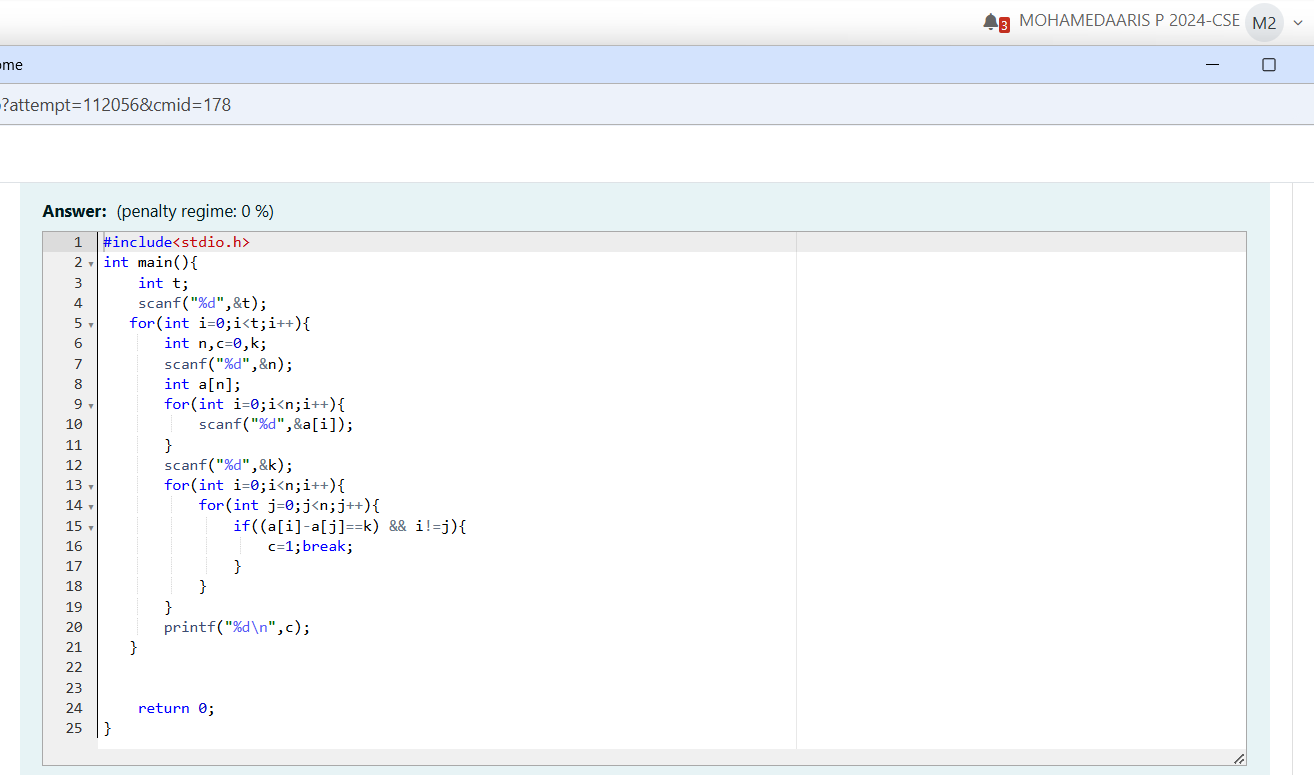 3 MOHAMEDAARIS P 2024-CSE M2
ome
?attempt=112056&cmid=178
Answer: (penalty regime: 0 %)
1 #include<stdio.h>
2 int main(){
3     int t;
4     scanf("%d",&t);
5    for(int i=0;i<t;i++){
6        int n,c=0,k;
7        scanf("%d",&n);
8        int a[n];
9        for(int i=0;i<n;i++){
10            scanf("%d",&a[i]);
11        }
12        scanf("%d",&k);
13        for(int i=0;i<n;i++){
14            for(int j=0;j<n;j++){
15                if((a[i]-a[j]==k) && i!=j){
16                    c=1;break;
17                }
18            }
19        }
20        printf("%d\n",c);
21    }
22
23
24     return 0;
25 }